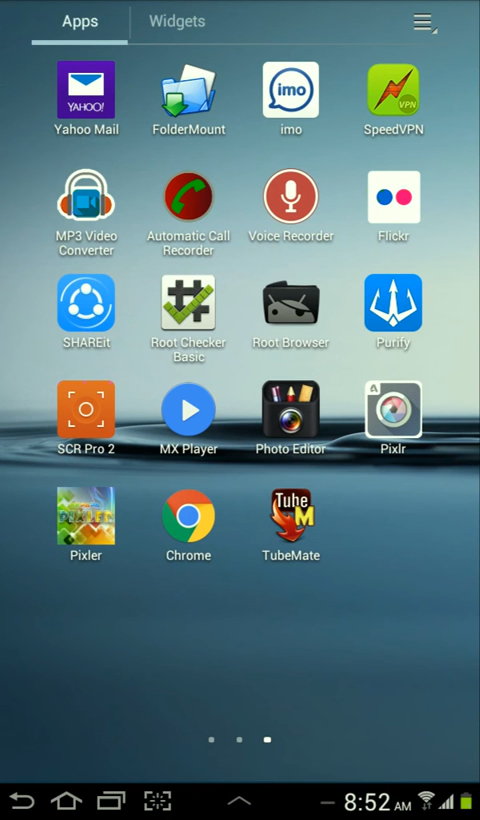 Apps
Widgets
YAHOO!
imo
VPN
Yahoo Mail
FolderMount
imo
SpeedVPN
MP3 Video
Converter
Automatic Call
Recorder
Voice Recorder
Flickr
SHAREit
Root Checker
Basic
Root Browser
Purify
SCR Pro 2
MX Player
Photo Editor
Pixlr
Tube
M
Pixler
Chrome
TubeMate
8:52 AM